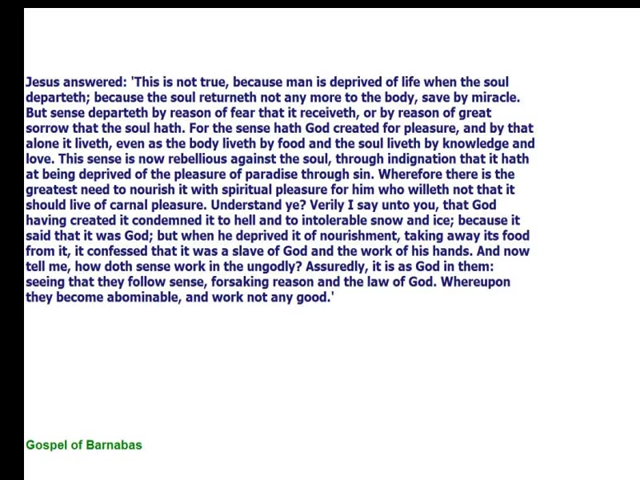 Jesus answered: 'This is not true, because man is deprived of life when the soul
departeth; because the soul returneth not any more to the body, save by miracle.
But sense departeth by reason of fear that it receiveth, or by reason of great
sorrow that the soul hath. For the sense hath God created for pleasure, and by that
alone it liveth, even as the body liveth by food and the soul liveth by knowledge and
love. This sense is now rebellious against the soul, through indignation that it hath
at being deprived of the pleasure of paradise through sin. Wherefore there is the
greatest need to nourish it with spiritual pleasure for him who willeth not that it
should live of carnal pleasure. Understand ye? Verily I say unto you, that God
having created it condemned it to hell and to intolerable snow and ice; because it
said that it was God; but when he deprived it of nourishment, taking away its food
from it, it confessed that it was a slave of God and the work of his hands. And now
tell me, how doth sense work in the ungodly? Assuredly, it is as God in them:
seeing that they follow sense, forsaking reason and the law of God. Whereupon
they become abominable, and work not any good.'
Gospel of Barnabas